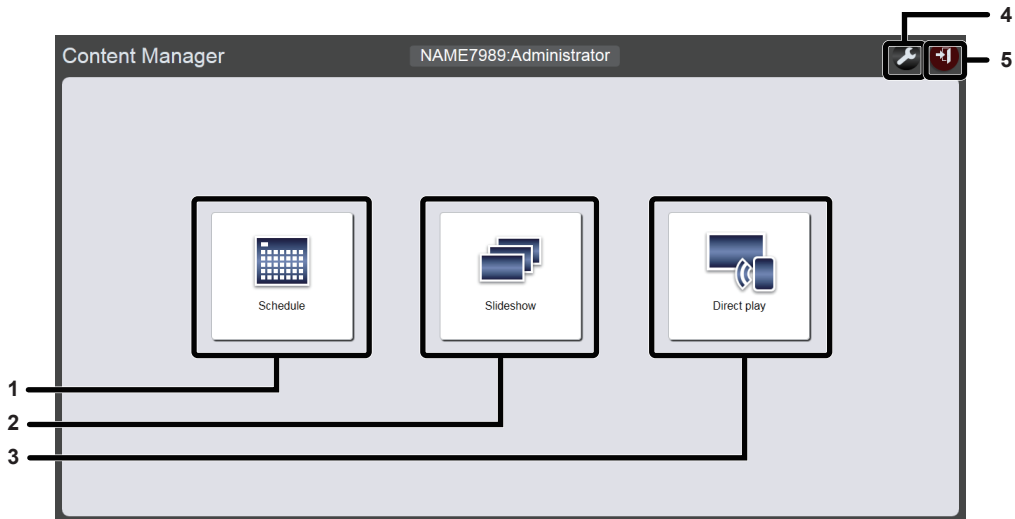 4
Content Manager
NAME7989:Administrator
5
Schedule
Slideshow
Direct play
1
2
3